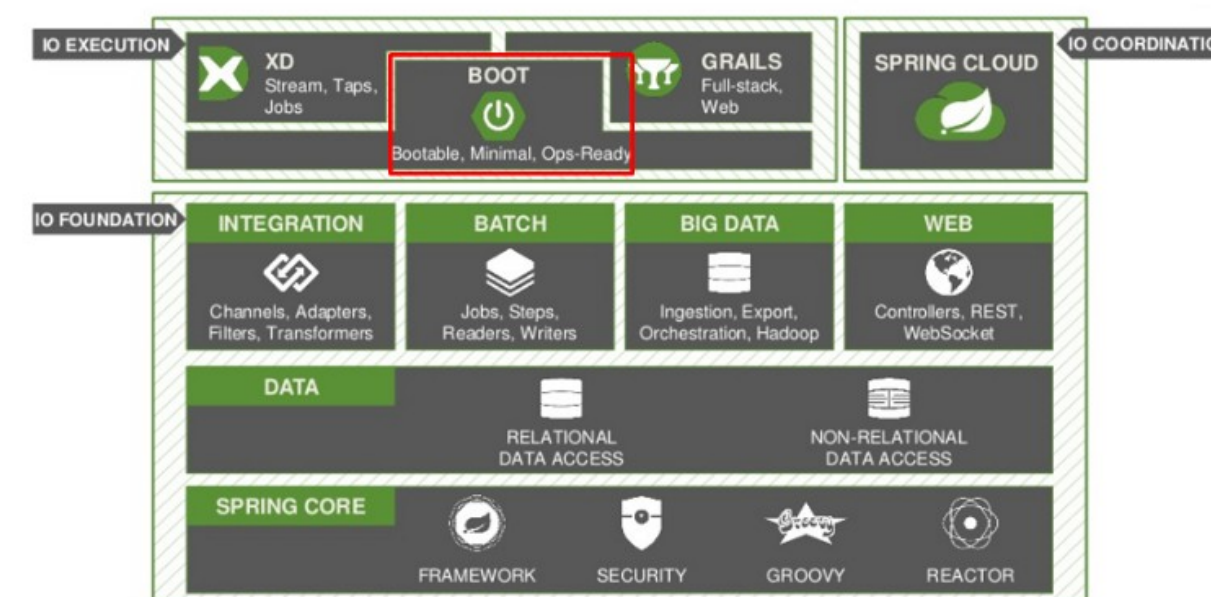 IO EXECUTION
XD
Stream, Taps,
Jobs
BOOT
Bootable, Minimal, Ops-Ready
GRAILS
Full-stack,
Web
SPRING CLOUD
IO COORDINATIO
IO FOUNDATION
INTEGRATION
Channels, Adapters,
Filters, Transformers
BATCH
Jobs, Steps,
Readers, Writers
BIG DATA
Ingestion, Export,
Orchestration, Hadoop
WEB
Controllers, REST,
WebSocket
DATA
RELATIONAL
DATA ACCESS
NON-RELATIONAL
DATA ACCESS
SPRING CORE
FRAMEWORK
SECURITY
Groovy
GROOVY
REACTOR